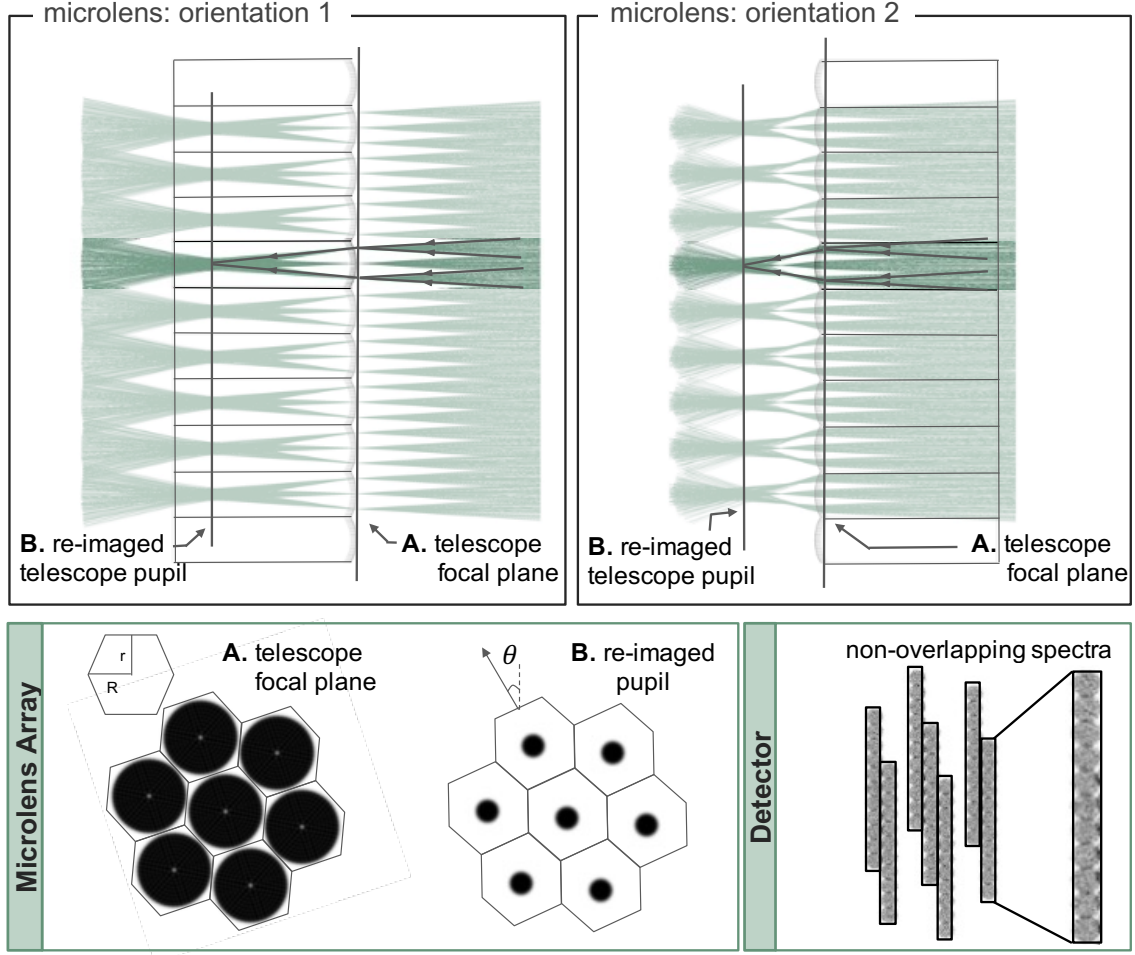 microlens: orientation 1
B. re-imaged
telescope pupil
A. telescope
focal plane
microlens: orientation 2
B. re-imaged
telescope pupil
A. telescope
focal plane
Microlens Array
r
R
A. telescope
focal plane
θ
B. re-imaged
pupil
Detector
non-overlapping spectra